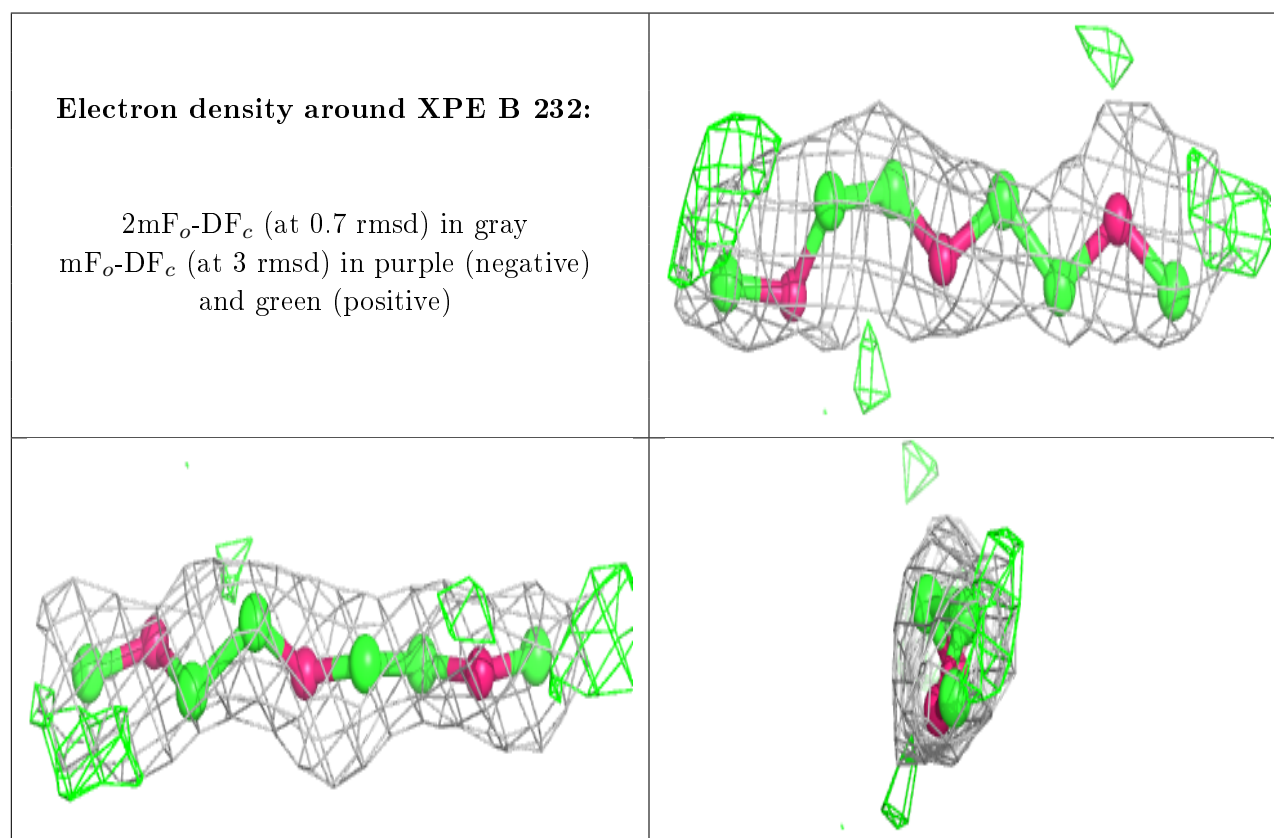 Electron density around XPE B 232:
2mFo-DFc (at 0.7 rmsd) in gray
mFo-DFc (at 3 rmsd) in purple (negative)
and green (positive)